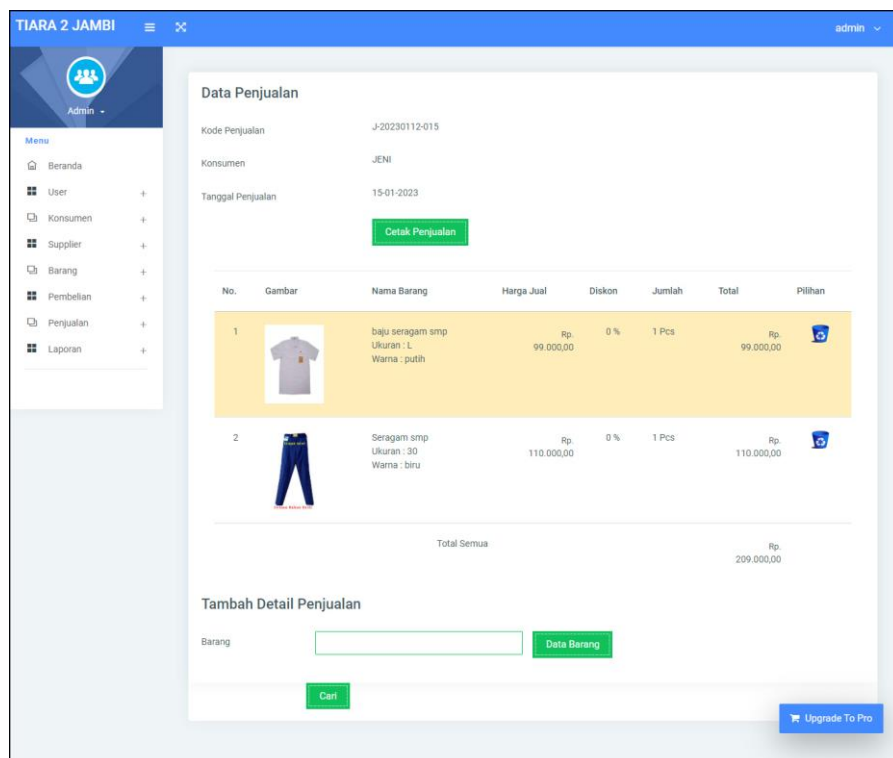 TIARA 2 JAMBI
admin
Admin
Menu
Beranda
User +
Konsumen +
Supplier +
Barang +
Pembelian +
Penjualan +
Laporan +
Data Penjualan
Kode Penjualan J-20230112-015
Konsumen JENI
Tanggal Penjualan 15-01-2023
Cetak Penjualan
No. Gambar Nama Barang Harga Jual Diskon Jumlah Total Pilihan
1 baju seragam smp Rp. 0 % 1 Pcs Rp.
Ukuran : L 99.000,00 99.000,00
Warna : putih
2 Seragam smp Rp. 0 % 1 Pcs Rp.
Ukuran : 30 110.000,00 110.000,00
Warna : biru
Total Semua Rp.
209.000,00
Tambah Detail Penjualan
Barang Data Barang
Cari
Upgrade To Pro